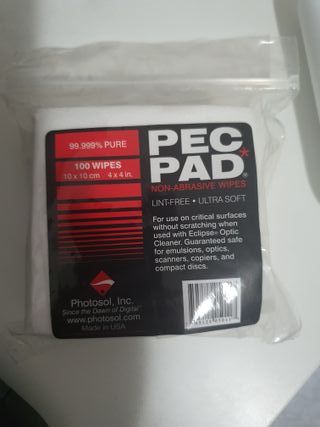 99.999% PURE
100 WIPES
10 x 10 cm 4 x 4 in.
PEC*
PAD®
NON-ABRASIVE WIPES
LINT-FREE • ULTRA SOFT
For use on critical surfaces
without scratching when
used with Eclipse® Optic
Cleaner. Guaranteed safe
for emulsions, optics,
scanners, copiers, and
compact discs.
Photosol, Inc.
Since the Dawn of Digital™
www.photosol.com
Made in USA